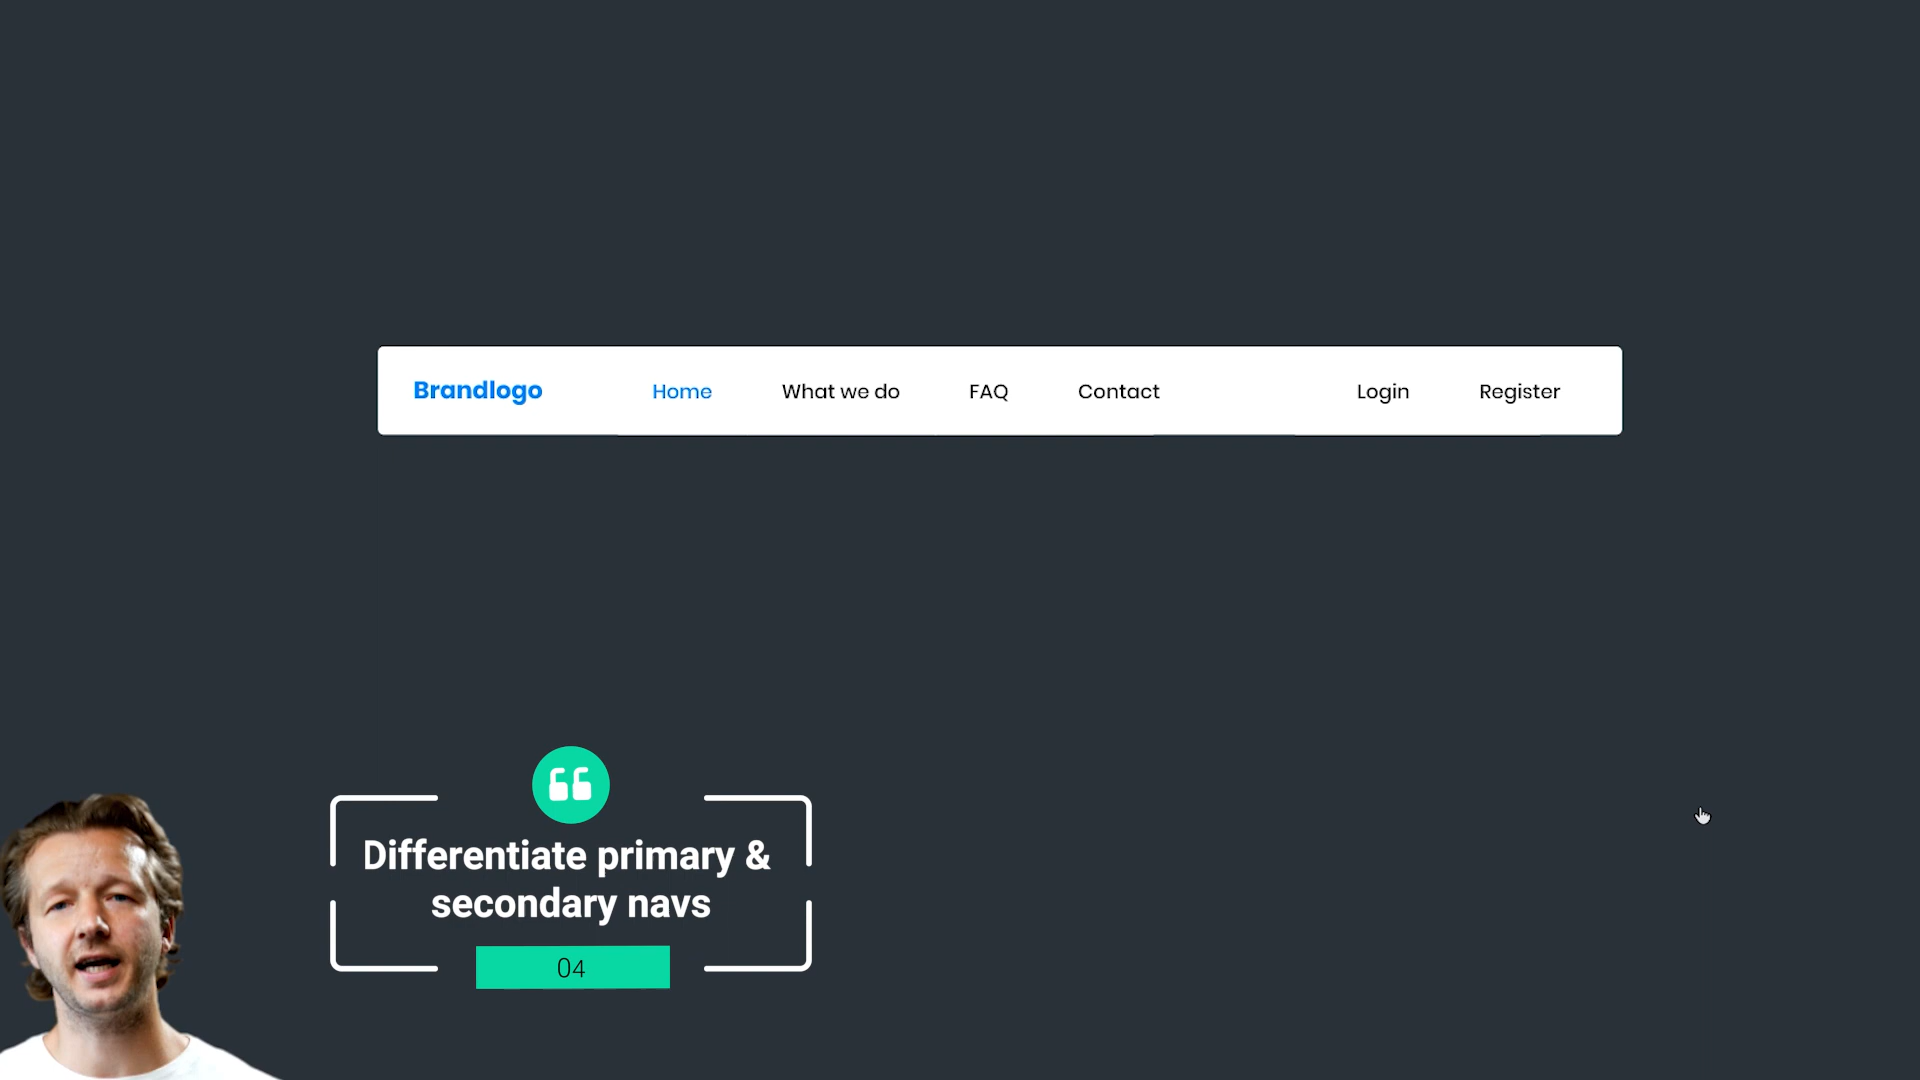 Brandlogo Home What we do FAQ Contact Login Register
Differentiate primary &
secondary navs
04